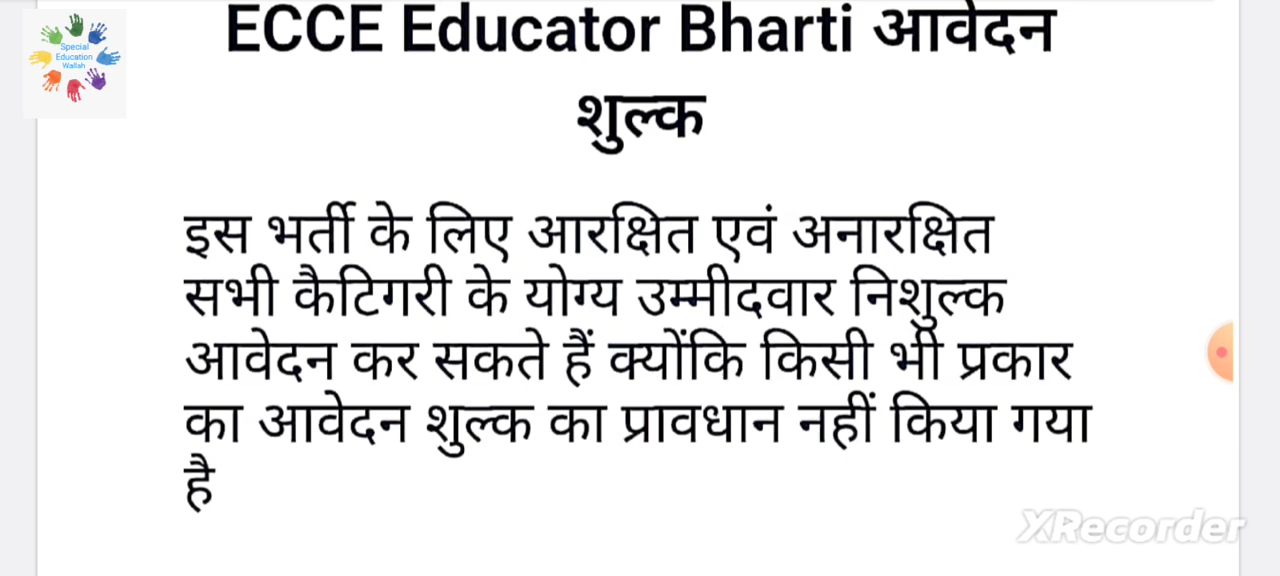 Special
Education
Wallah
ECCE Educator Bharti आवेदन
शुल्क
इस भर्ती के लिए आरक्षित एवं अनारक्षित
सभी कैटिगरी के योग्य उम्मीदवार निशुल्क
आवेदन कर सकते हैं क्योंकि किसी भी प्रकार
का आवेदन शुल्क का प्रावधान नहीं किया गया
है
XRecorder